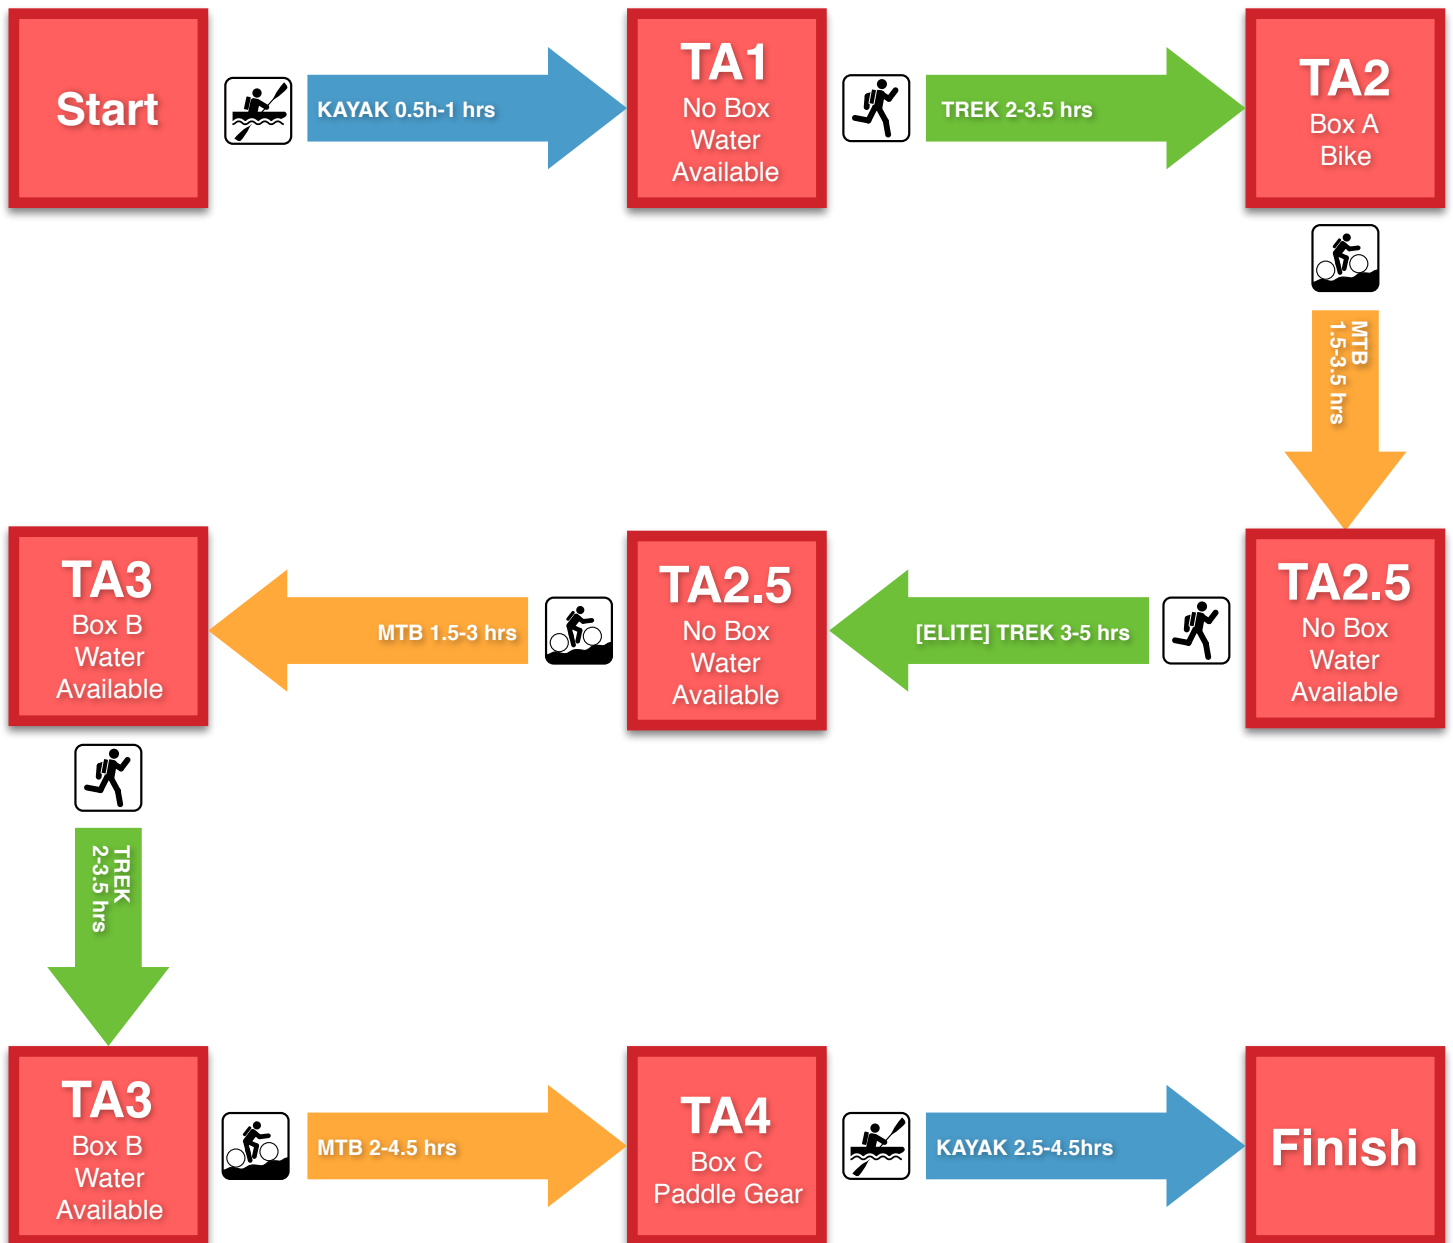 Start
KAYAK 0.5h-1 hrs
TA1
No Box
Water
Available
TREK 2-3.5 hrs
TA2
Box A
Bike
MTB
1.5-3.5 hrs
TA2.5
No Box
Water
Available
[ELITE] TREK 3-5 hrs
TA2.5
No Box
Water
Available
MTB 1.5-3 hrs
TA3
Box B
Water
Available
TREK
2-3.5 hrs
TA3
Box B
Water
Available
MTB 2-4.5 hrs
TA4
Box C
Paddle Gear
KAYAK 2.5-4.5hrs
Finish